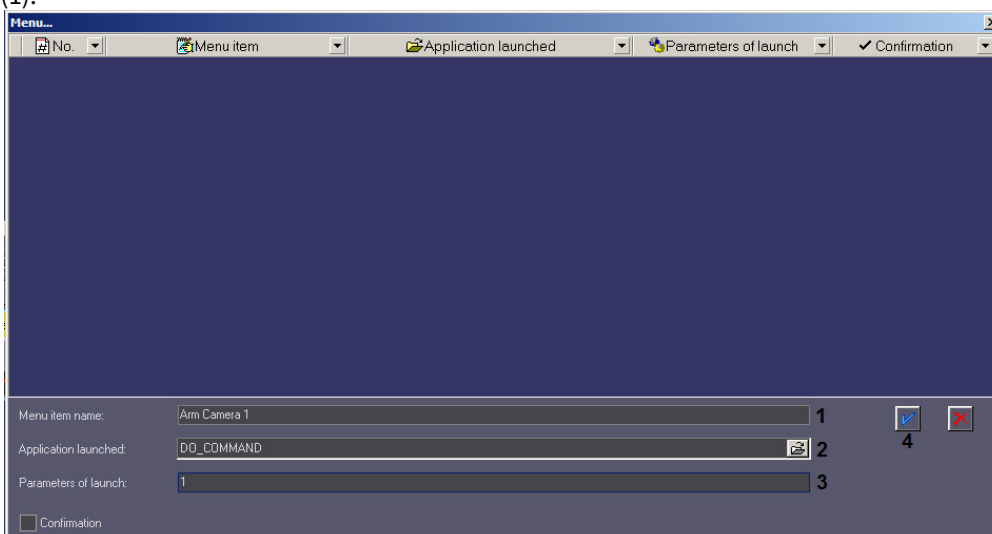 (1).
Menu...
No. Menu item Application launched Parameters of launch Confirmation
Menu item name: Arm Camera 1 1
4
Application launched: DO_COMMAND 2
Parameters of launch: 1 3
Confirmation